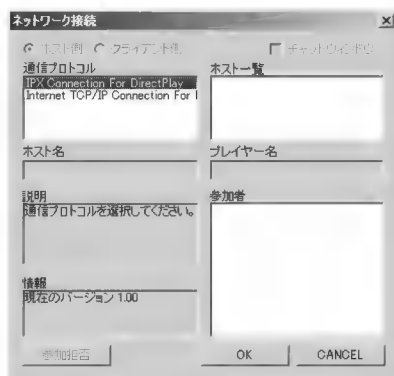 ネットワーク接続
ホスト側 クライアント側 チャットウインドウ
通信プロトコル
IPX Connection For DirectPlay
Internet TCP/IP Connection For I
ホスト一覧
ホスト名
プレイヤー名
説明
通信プロトコルを選択してください。
参加者
情報
現在のバージョン 1.00
参加拒否
OK
CANCEL